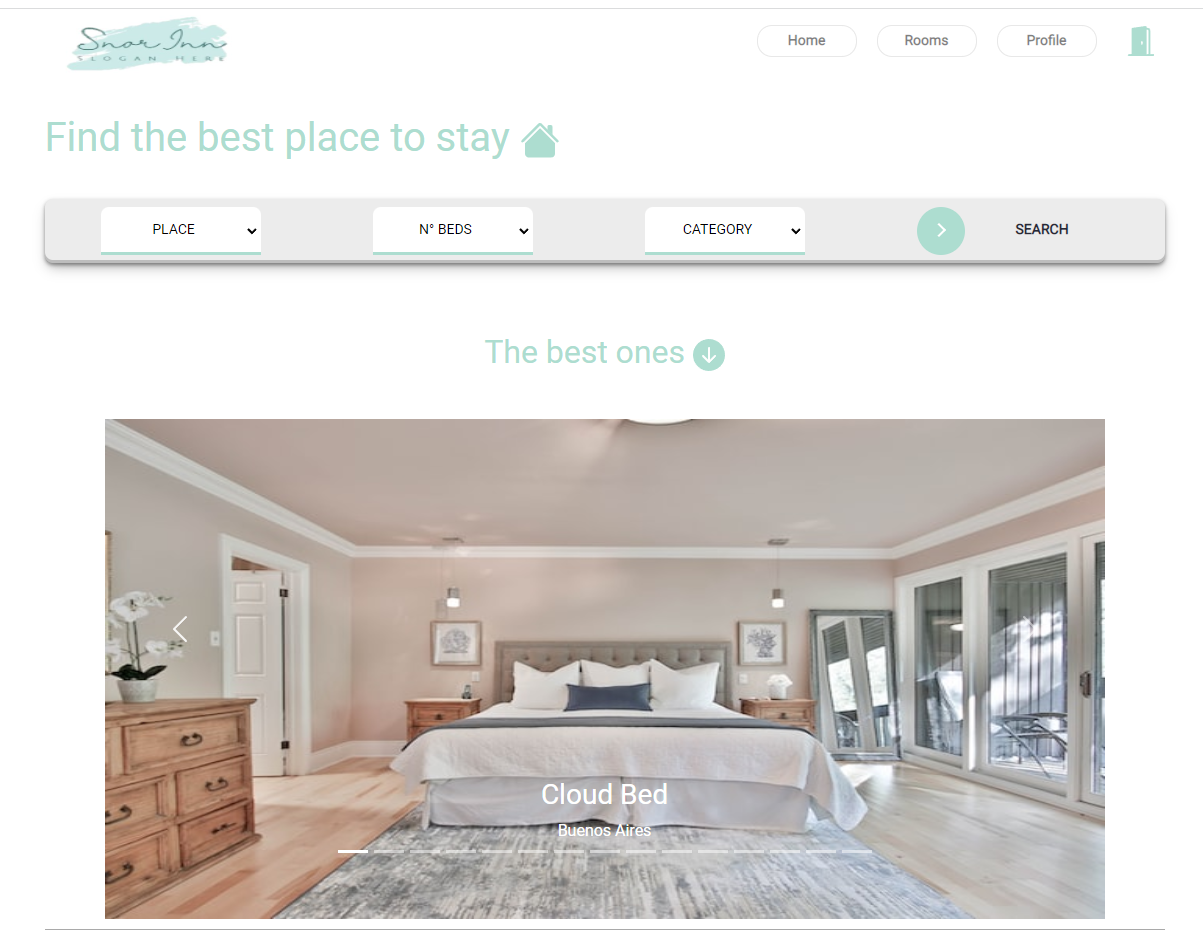 Snor Inn
SLOGAN HERE
Home
Rooms
Profile
Find the best place to stay
PLACE
N° BEDS
CATEGORY
SEARCH
The best ones
Cloud Bed
Buenos Aires